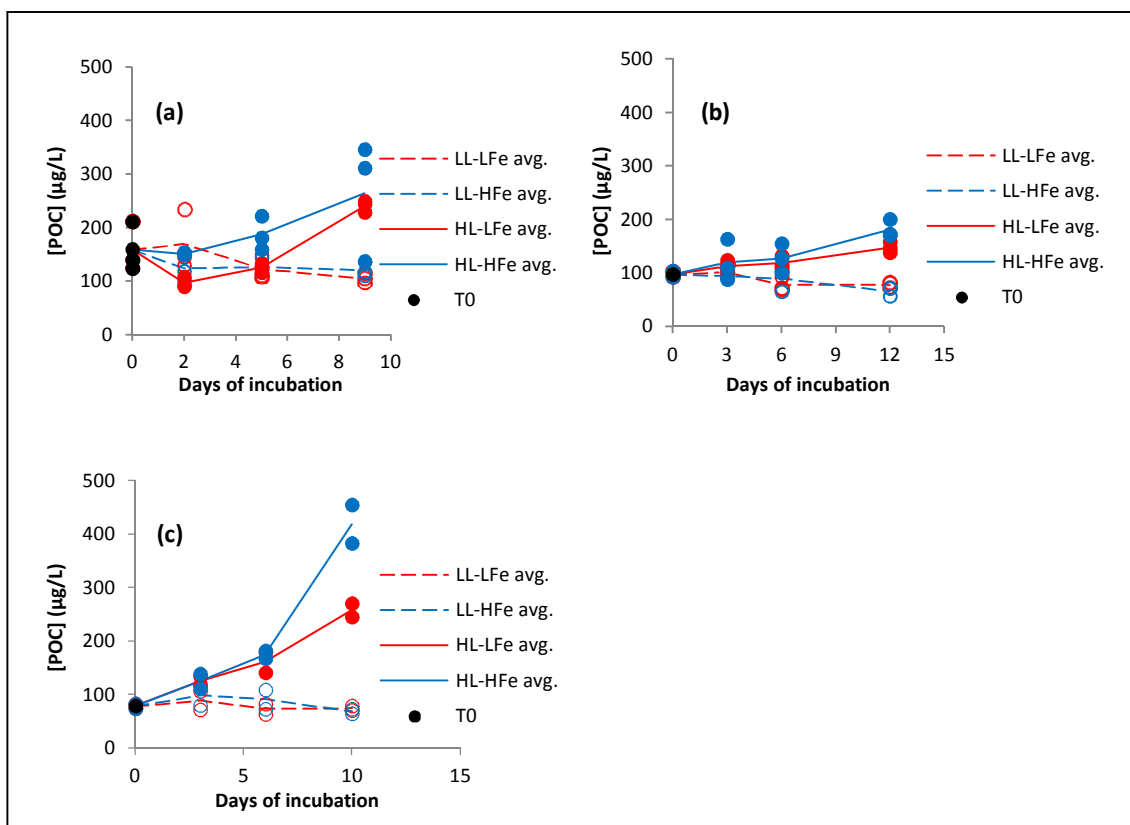 (a)
[POC] (µg/L)
500
400
300
200
100
0
0 2 4 6 8 10
Days of incubation
LL-LFe avg.
LL-HFe avg.
HL-LFe avg.
HL-HFe avg.
T0
(b)
[POC] (µg/L)
500
400
300
200
100
0
0 3 6 9 12 15
Days of incubation
LL-LFe avg.
LL-HFe avg.
HL-LFe avg.
HL-HFe avg.
T0
(c)
[POC] (µg/L)
500
400
300
200
100
0
0 5 10 15
Days of incubation
LL-LFe avg.
LL-HFe avg.
HL-LFe avg.
HL-HFe avg.
T0